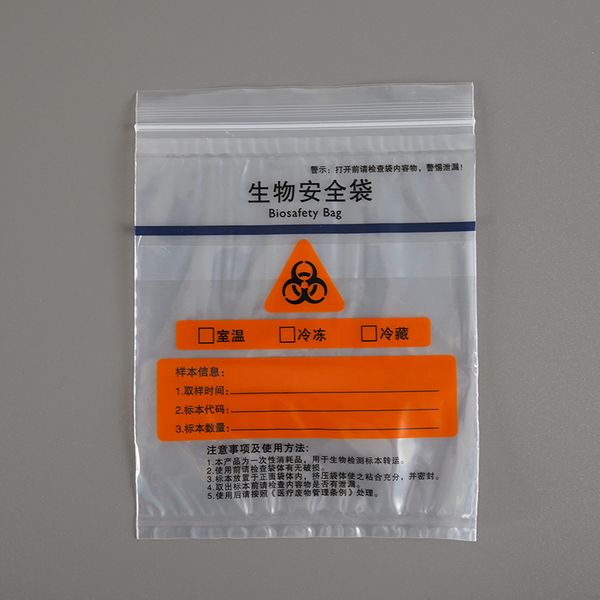 警示：打开前请检查袋内容物，警惕泄漏！
生物安全袋
Biosafety Bag
室温 冷冻 冷藏
样本信息：
1.取样时间：
2.标本代码：
3.标本数量：
注意事项及使用方法：
1.本产品为一次性消耗品，用于生物检测标本转运。
2.使用前请检查袋体有无破损。
3.标本放置于正面袋体内，挤压袋体使之粘合充分，并密封。
4.取出标本前请检查内容物是否有泄漏。
5.使用后请按照《医疗废物管理条例》处理。